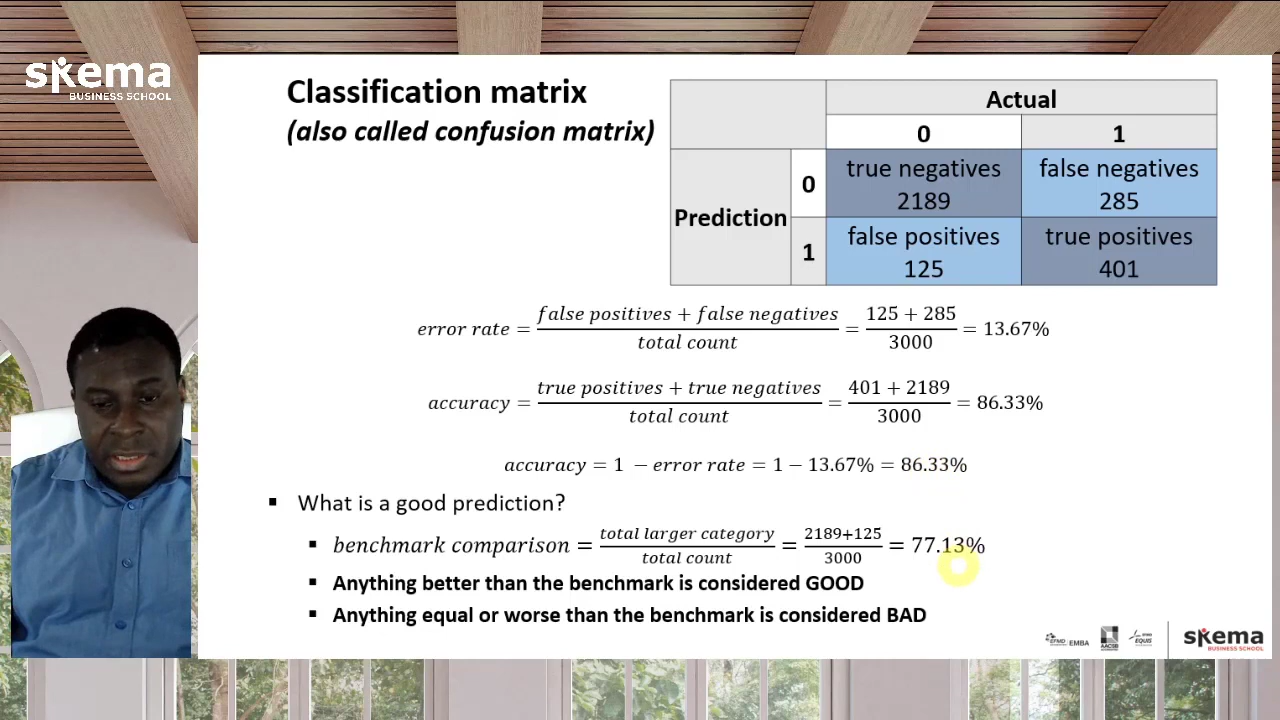 skema
BUSINESS SCHOOL
Classification matrix
(also called confusion matrix)
Actual
0 1
Prediction
0
true negatives
2189
false negatives
285
1
false positives
125
true positives
401
error rate = false positives + false negatives / total count = 125 + 285 / 3000 = 13.67%
accuracy = true positives + true negatives / total count = 401 + 2189 / 3000 = 86.33%
accuracy = 1 − error rate = 1 − 13.67% = 86.33%
▪ What is a good prediction?
▪ benchmark comparison = total larger category / total count = 2189+125 / 3000 = 77.13%
▪ Anything better than the benchmark is considered GOOD
▪ Anything equal or worse than the benchmark is considered BAD
EFMD
EMBA
AACSB
EFMD
EQUIS
skema
BUSINESS SCHOOL